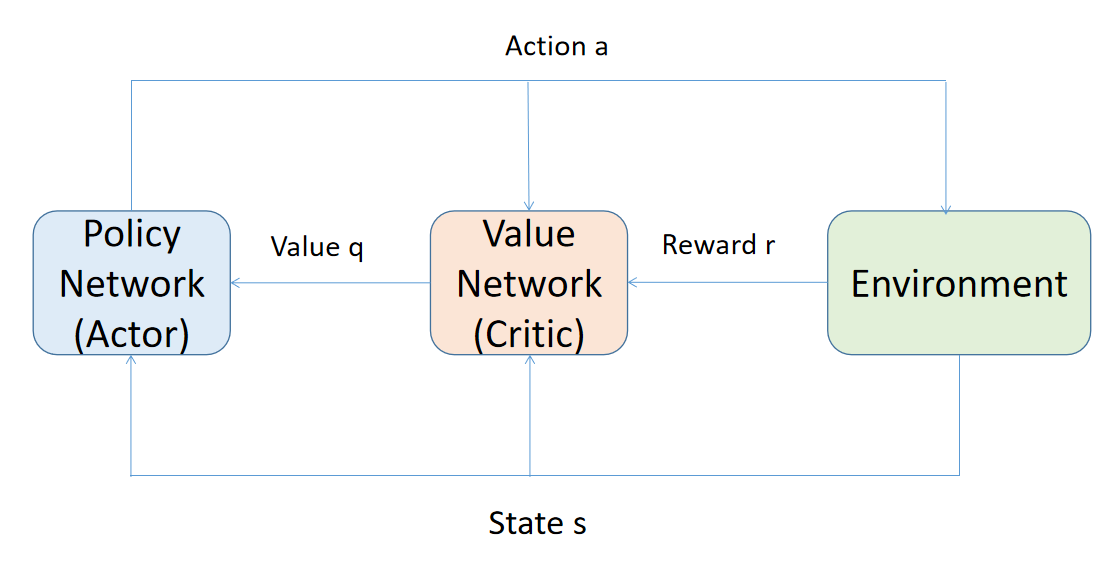 Action a
Policy
Network
(Actor)
Value q
Value
Network
(Critic)
Reward r
Environment
State s